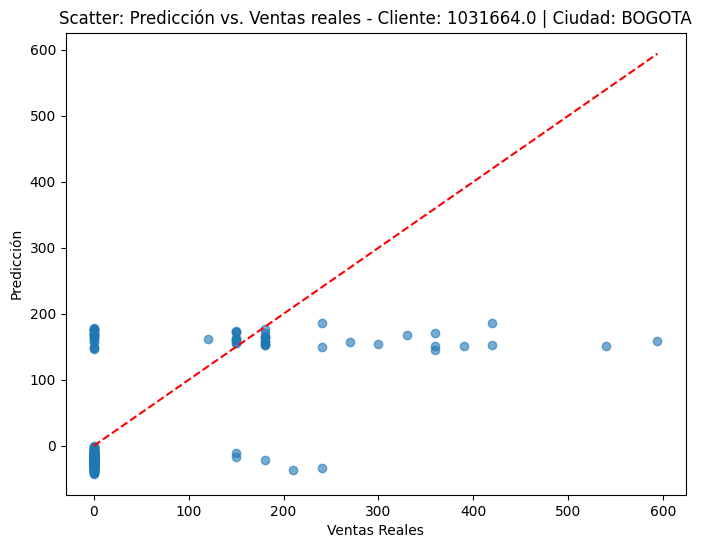 Scatter: Predicción vs. Ventas reales - Cliente: 1031664.0 | Ciudad: BOGOTA
600
500
400
300
200
100
0
Predicción
0 100 200 300 400 500 600
Ventas Reales